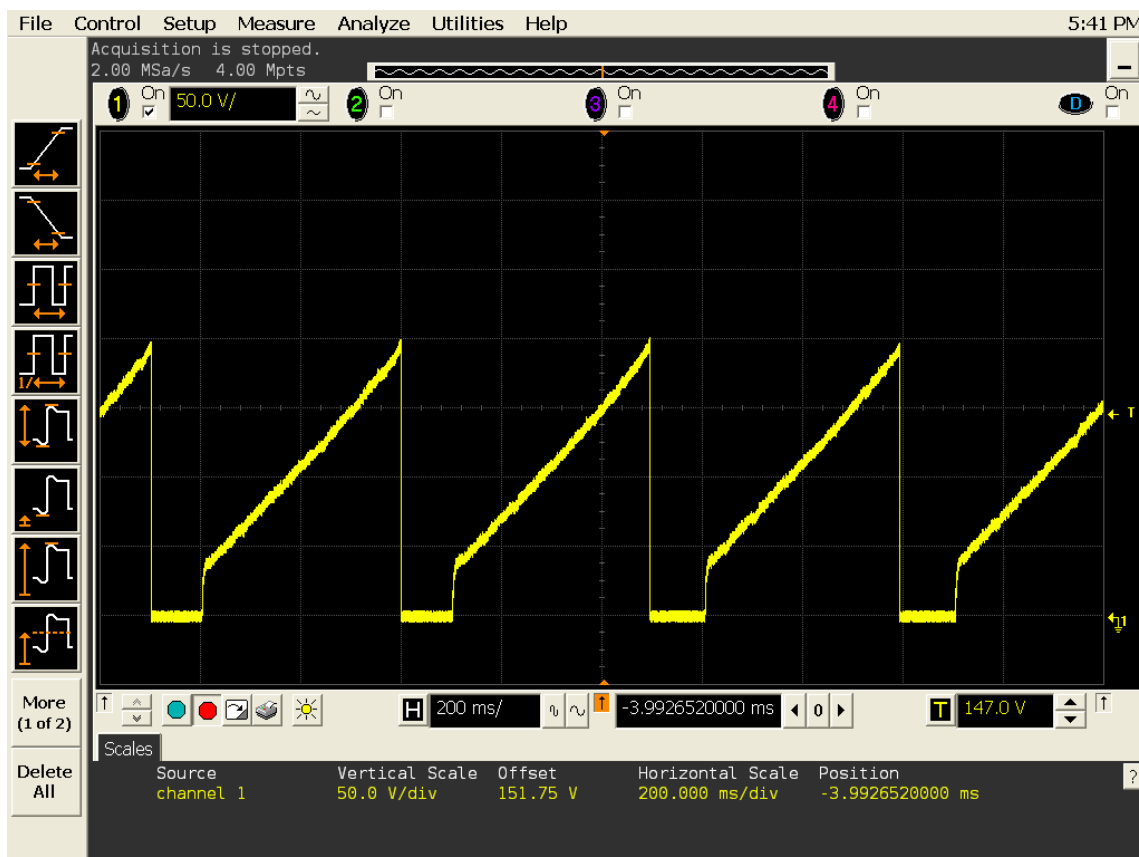 File Control Setup Measure Analyze Utilities Help 5:41 PM
Acquisition is stopped.
2.00 MSa/s 4.00 Mpts
1 On 50.0 V/ 2 On 3 On 4 On D On
T
1/
1
More
(1 of 2)
H 200 ms/ -3.9926520000 ms 0 T 147.0 V
Scales
Delete
All
Source Vertical Scale Offset Horizontal Scale Position ?
channel 1 50.0 V/div 151.75 V 200.000 ms/div -3.9926520000 ms